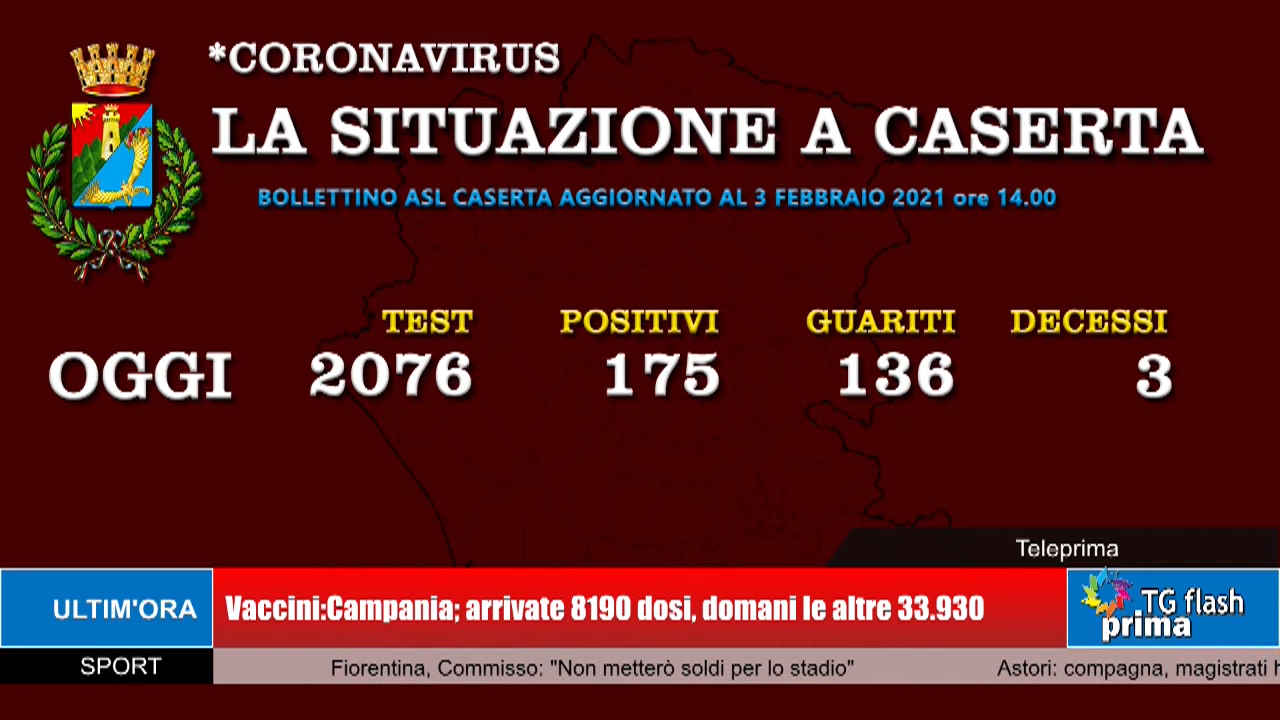 *CORONAVIRUS
LA SITUAZIONE A CASERTA
BOLLETTINO ASL CASERTA AGGIORNATO AL 3 FEBBRAIO 2021 ore 14.00
TEST POSITIVI GUARITI DECESSI
OGGI 2076 175 136 3
Teleprima
ULTIM'ORA Vaccini:Campania; arrivate 8190 dosi, domani le altre 33.930
TG flash
prima
SPORT Fiorentina, Commisso: "Non metterò soldi per lo stadio" Astori: compagna, magistrati